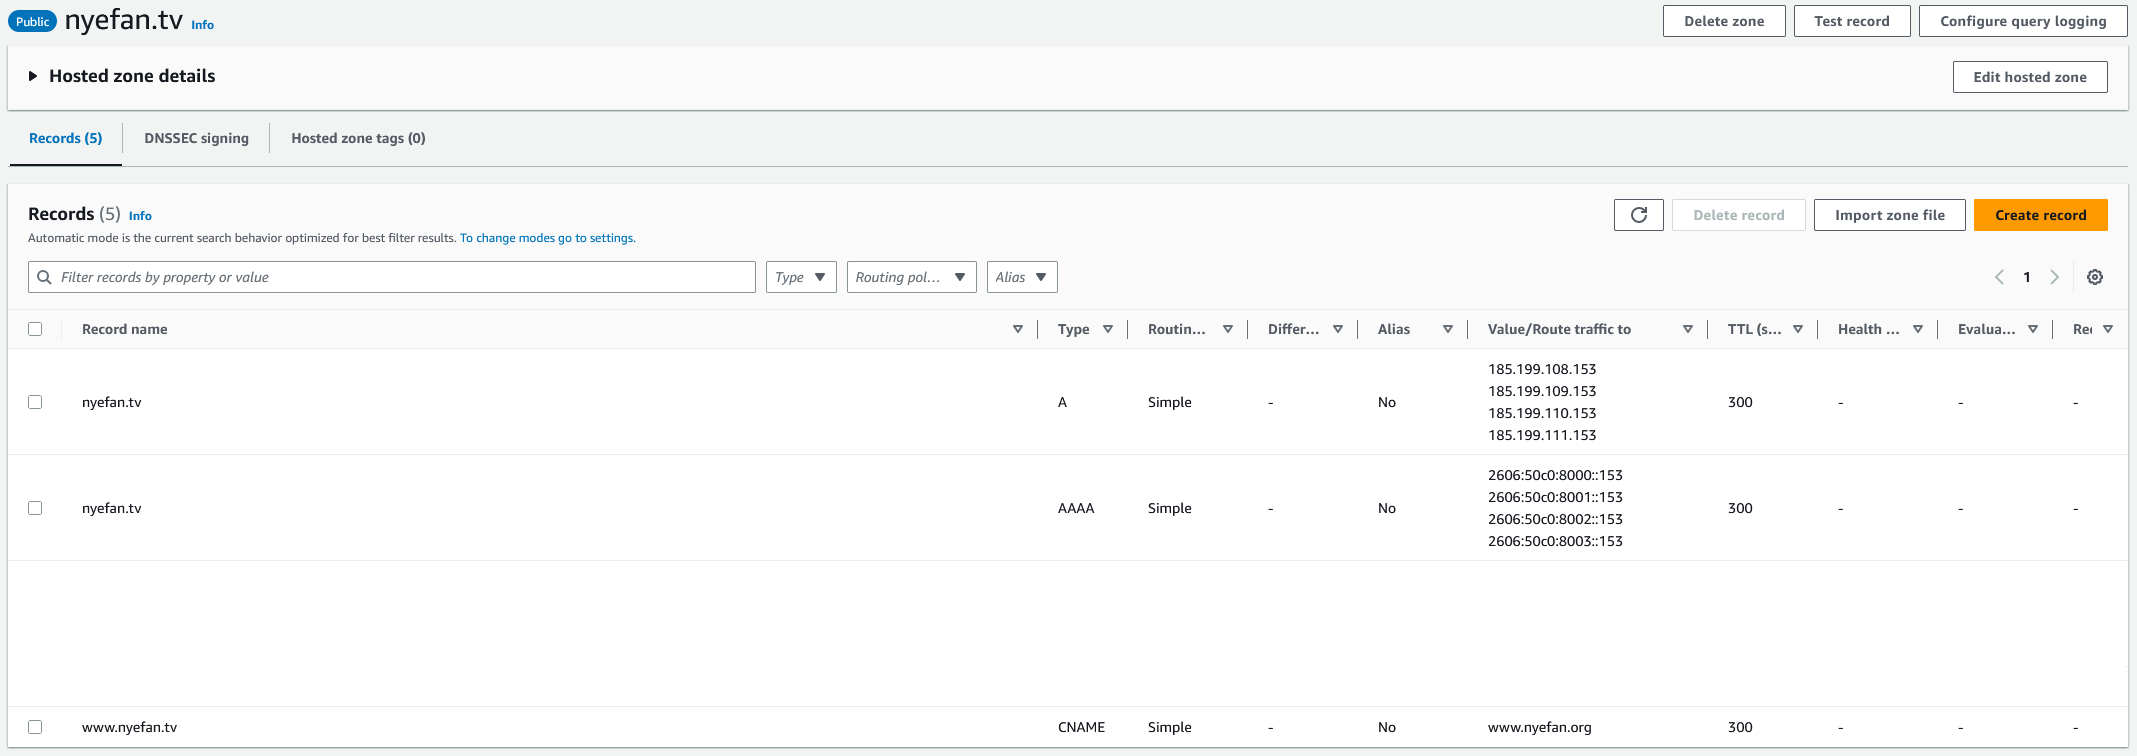 Public nyefan.tv Info
Delete zone Test record Configure query logging
Hosted zone details
Edit hosted zone
Records (5) DNSSEC signing Hosted zone tags (0)
Records (5) Info
Automatic mode is the current search behavior optimized for best filter results. To change modes go to settings.
Delete record Import zone file Create record
Filter records by property or value Type Routing pol... Alias 1
Record name Type Routin... Differ... Alias Value/Route traffic to TTL (s... Health ... Evalua... Re
nyefan.tv A Simple - No 185.199.108.153 300 - - -
185.199.109.153
185.199.110.153
185.199.111.153
nyefan.tv AAAA Simple - No 2606:50c0:8000::153 300 - - -
2606:50c0:8001::153
2606:50c0:8002::153
2606:50c0:8003::153
www.nyefan.tv CNAME Simple - No www.nyefan.org 300 - - -